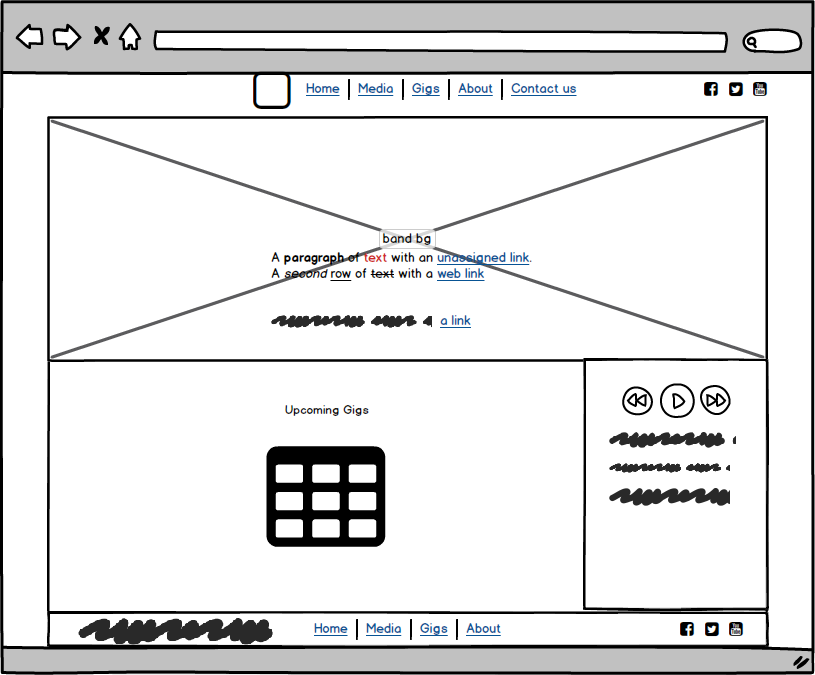 Home Media Gigs About Contact us
band bg
A paragraph of text with an unassigned link.
A second row of text with a web link
a link
Upcoming Gigs
Home Media Gigs About